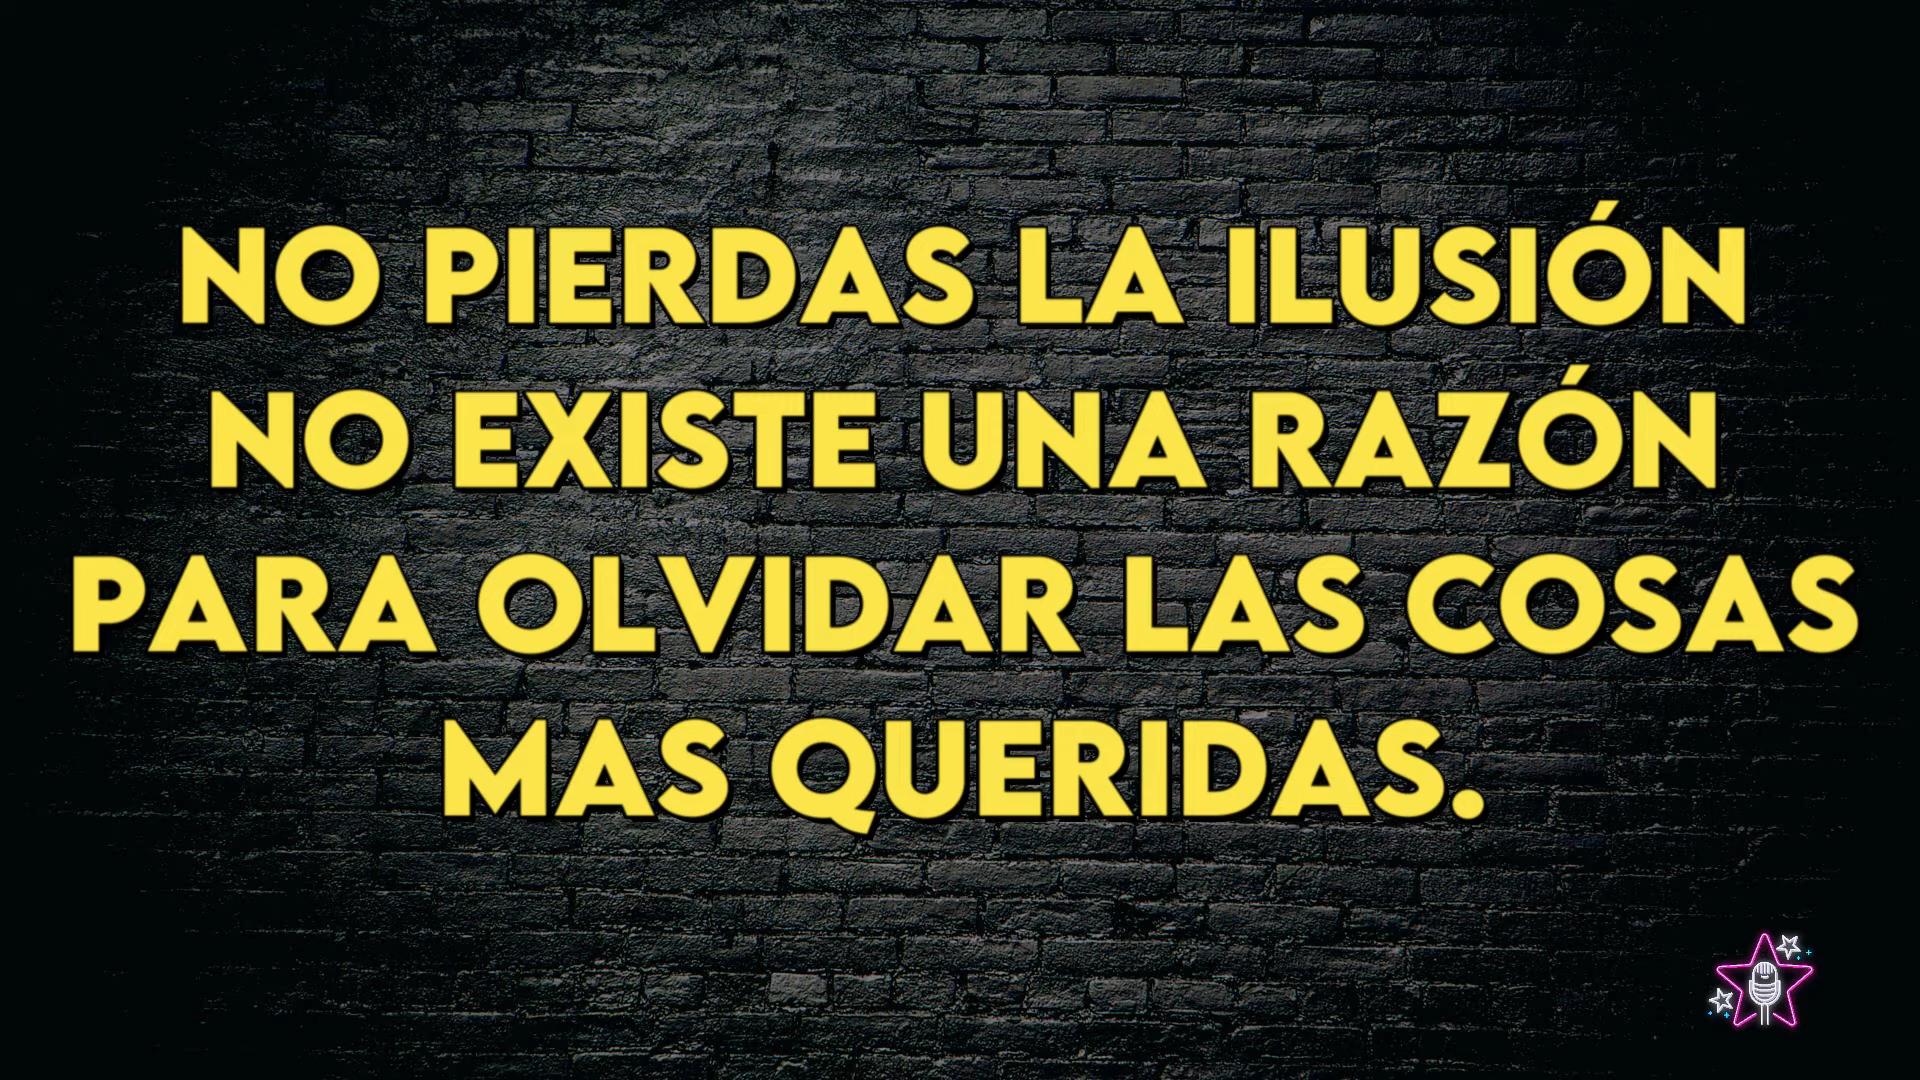 NO PIERDAS LA ILUSIÓN
NO EXISTE UNA RAZÓN
PARA OLVIDAR LAS COSAS
MAS QUERIDAS.